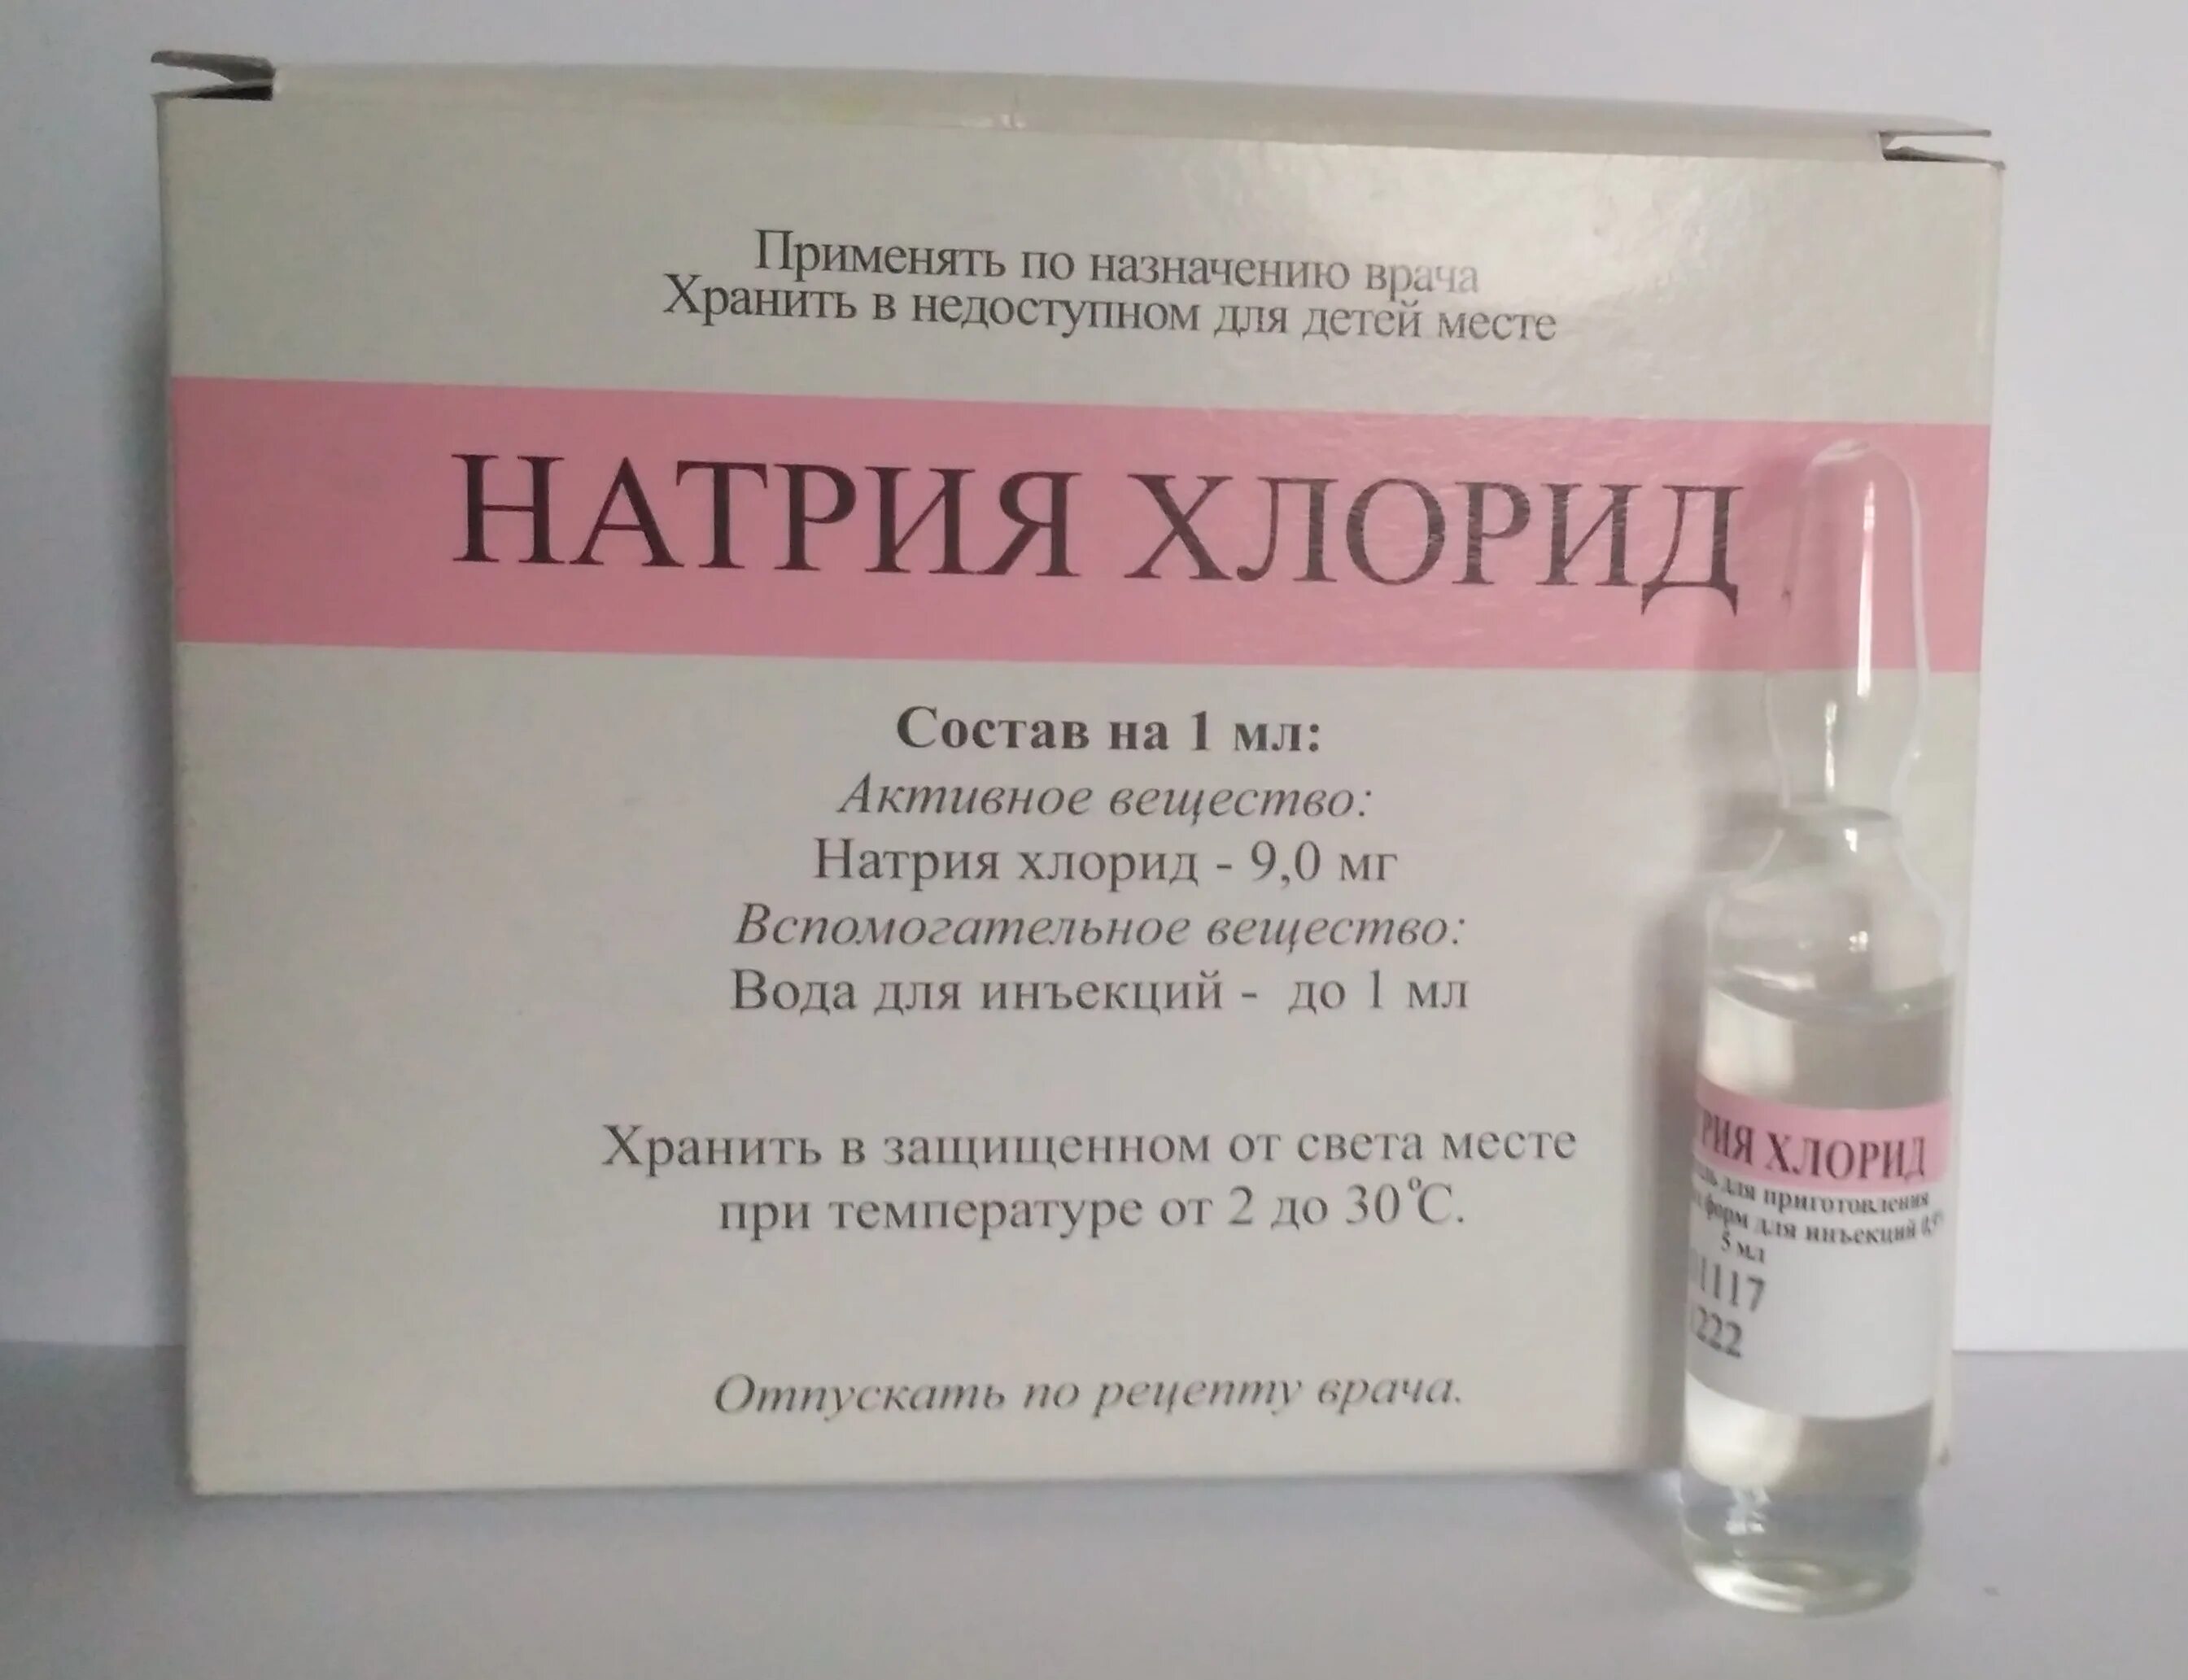 Применять по назначению врача
Хранить в недоступном для детей месте
НАТРИЯ ХЛОРИД
Состав на 1 мл:
Активное вещество:
Натрия хлорид - 9,0 мг
Вспомогательное вещество:
Вода для инъекций - до 1 мл
Хранить в защищенном от света месте
при температуре от 2 до 30°С.
Отпускать по рецепту врача.
РИЯ ХЛОРИД
для приготовления
форм для инъекций
5 мл
1117
222